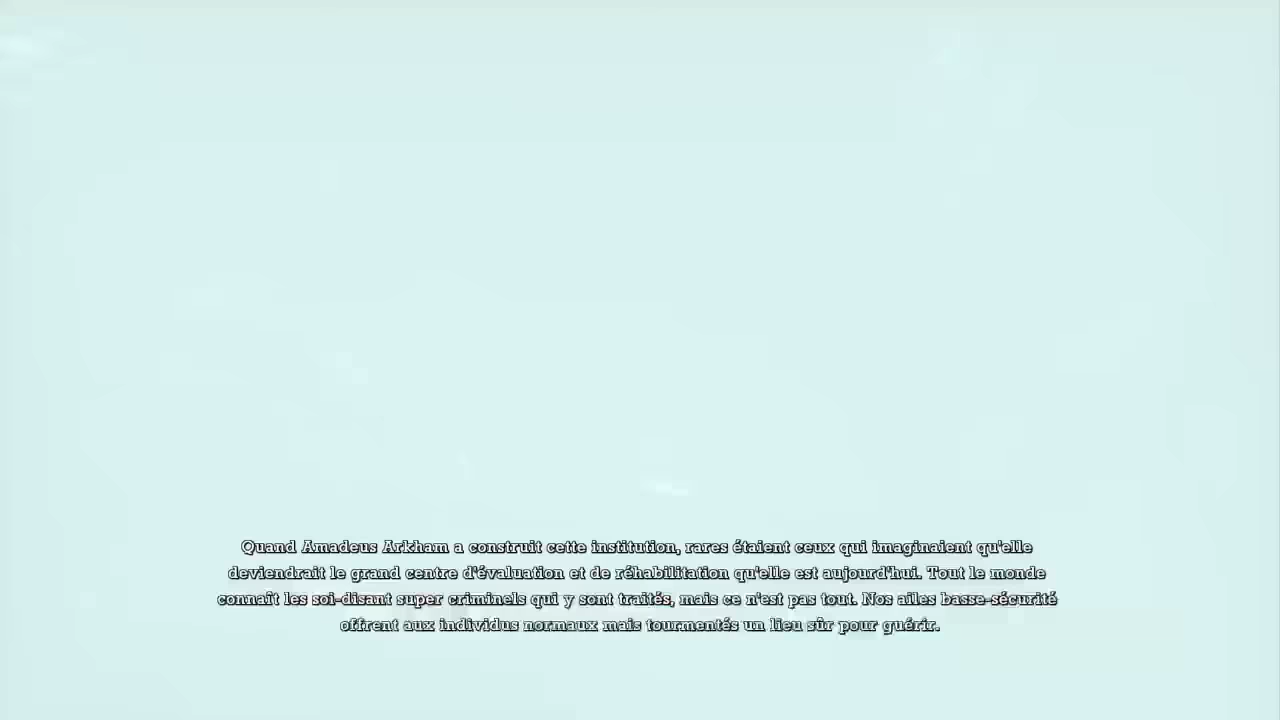 Quand Amadeus Arkham a construit cette institution, rares étaient ceux qui imaginaient qu'elle
deviendrait le grand centre d'évaluation et de réhabilitation qu'elle est aujourd'hui. Tout le monde
connaît les soi-disant super criminels qui y sont traités, mais ce n'est pas tout. Nos ailes basse-sécurité
offrent aux individus normaux mais tourmentés un lieu sûr pour guérir.